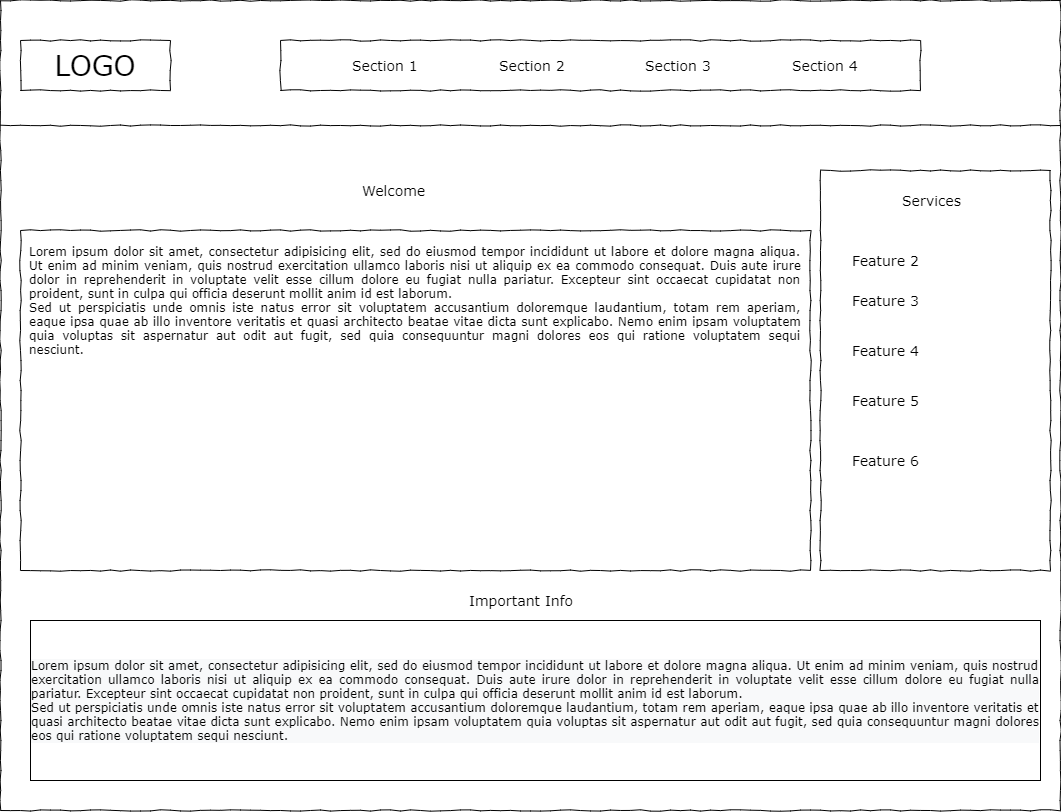 LOGO
Section 1
Section 2
Section 3
Section 4
Welcome
Lorem ipsum dolor sit amet, consectetur adipisicing elit, sed do eiusmod tempor incididunt ut labore et dolore magna aliqua.
Ut enim ad minim veniam, quis nostrud exercitation ullamco laboris nisi ut aliquip ex ea commodo consequat. Duis aute irure
dolor in reprehenderit in voluptate velit esse cillum dolore eu fugiat nulla pariatur. Excepteur sint occaecat cupidatat non
proident, sunt in culpa qui officia deserunt mollit anim id est laborum.
Sed ut perspiciatis unde omnis iste natus error sit voluptatem accusantium doloremque laudantium, totam rem aperiam,
eaque ipsa quae ab illo inventore veritatis et quasi architecto beatae vitae dicta sunt explicabo. Nemo enim ipsam voluptatem
quia voluptas sit aspernatur aut odit aut fugit, sed quia consequuntur magni dolores eos qui ratione voluptatem sequi
nesciunt.
Services
Feature 2
Feature 3
Feature 4
Feature 5
Feature 6
Important Info
Lorem ipsum dolor sit amet, consectetur adipisicing elit, sed do eiusmod tempor incididunt ut labore et dolore magna aliqua. Ut enim ad minim veniam, quis nostrud
exercitation ullamco laboris nisi ut aliquip ex ea commodo consequat. Duis aute irure dolor in reprehenderit in voluptate velit esse cillum dolore eu fugiat nulla
pariatur. Excepteur sint occaecat cupidatat non proident, sunt in culpa qui officia deserunt mollit anim id est laborum.
Sed ut perspiciatis unde omnis iste natus error sit voluptatem accusantium doloremque laudantium, totam rem aperiam, eaque ipsa quae ab illo inventore veritatis et
quasi architecto beatae vitae dicta sunt explicabo. Nemo enim ipsam voluptatem quia voluptas sit aspernatur aut odit aut fugit, sed quia consequuntur magni dolores
eos qui ratione voluptatem sequi nesciunt.